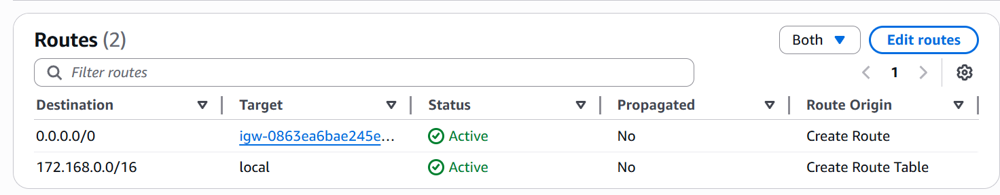 Routes (2)
Both
Edit routes
Filter routes
1
Destination Target Status Propagated Route Origin
0.0.0.0/0 igw-0863ea6bae245e… Active No Create Route
172.168.0.0/16 local Active No Create Route Table